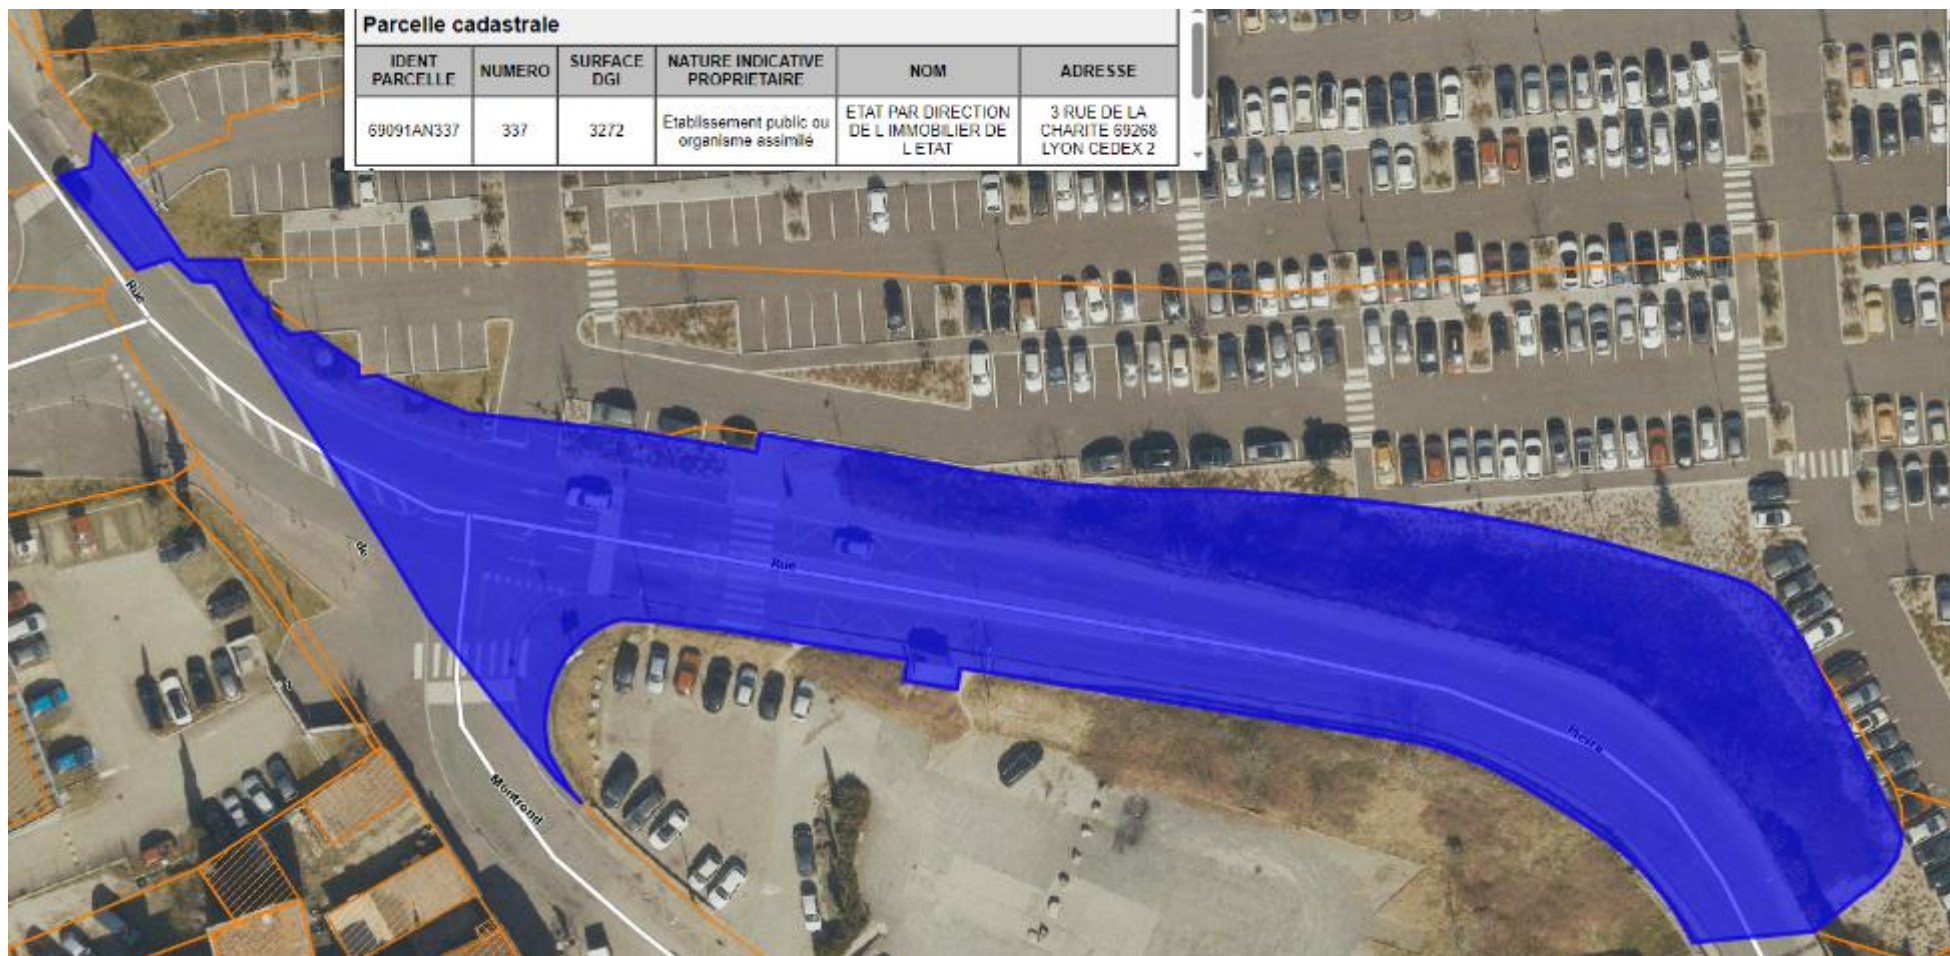 Parcelle cadastrale
IDENT PARCELLE NUMERO SURFACE DGI NATURE INDICATIVE PROPRIETAIRE NOM ADRESSE
69091AN337 337 3272 Etablissement public ou organisme assimilé ETAT PAR DIRECTION DE L IMMOBILIER DE L ETAT 3 RUE DE LA CHARITE 69268 LYON CEDEX 2
Rue
de
Rue
Montrond